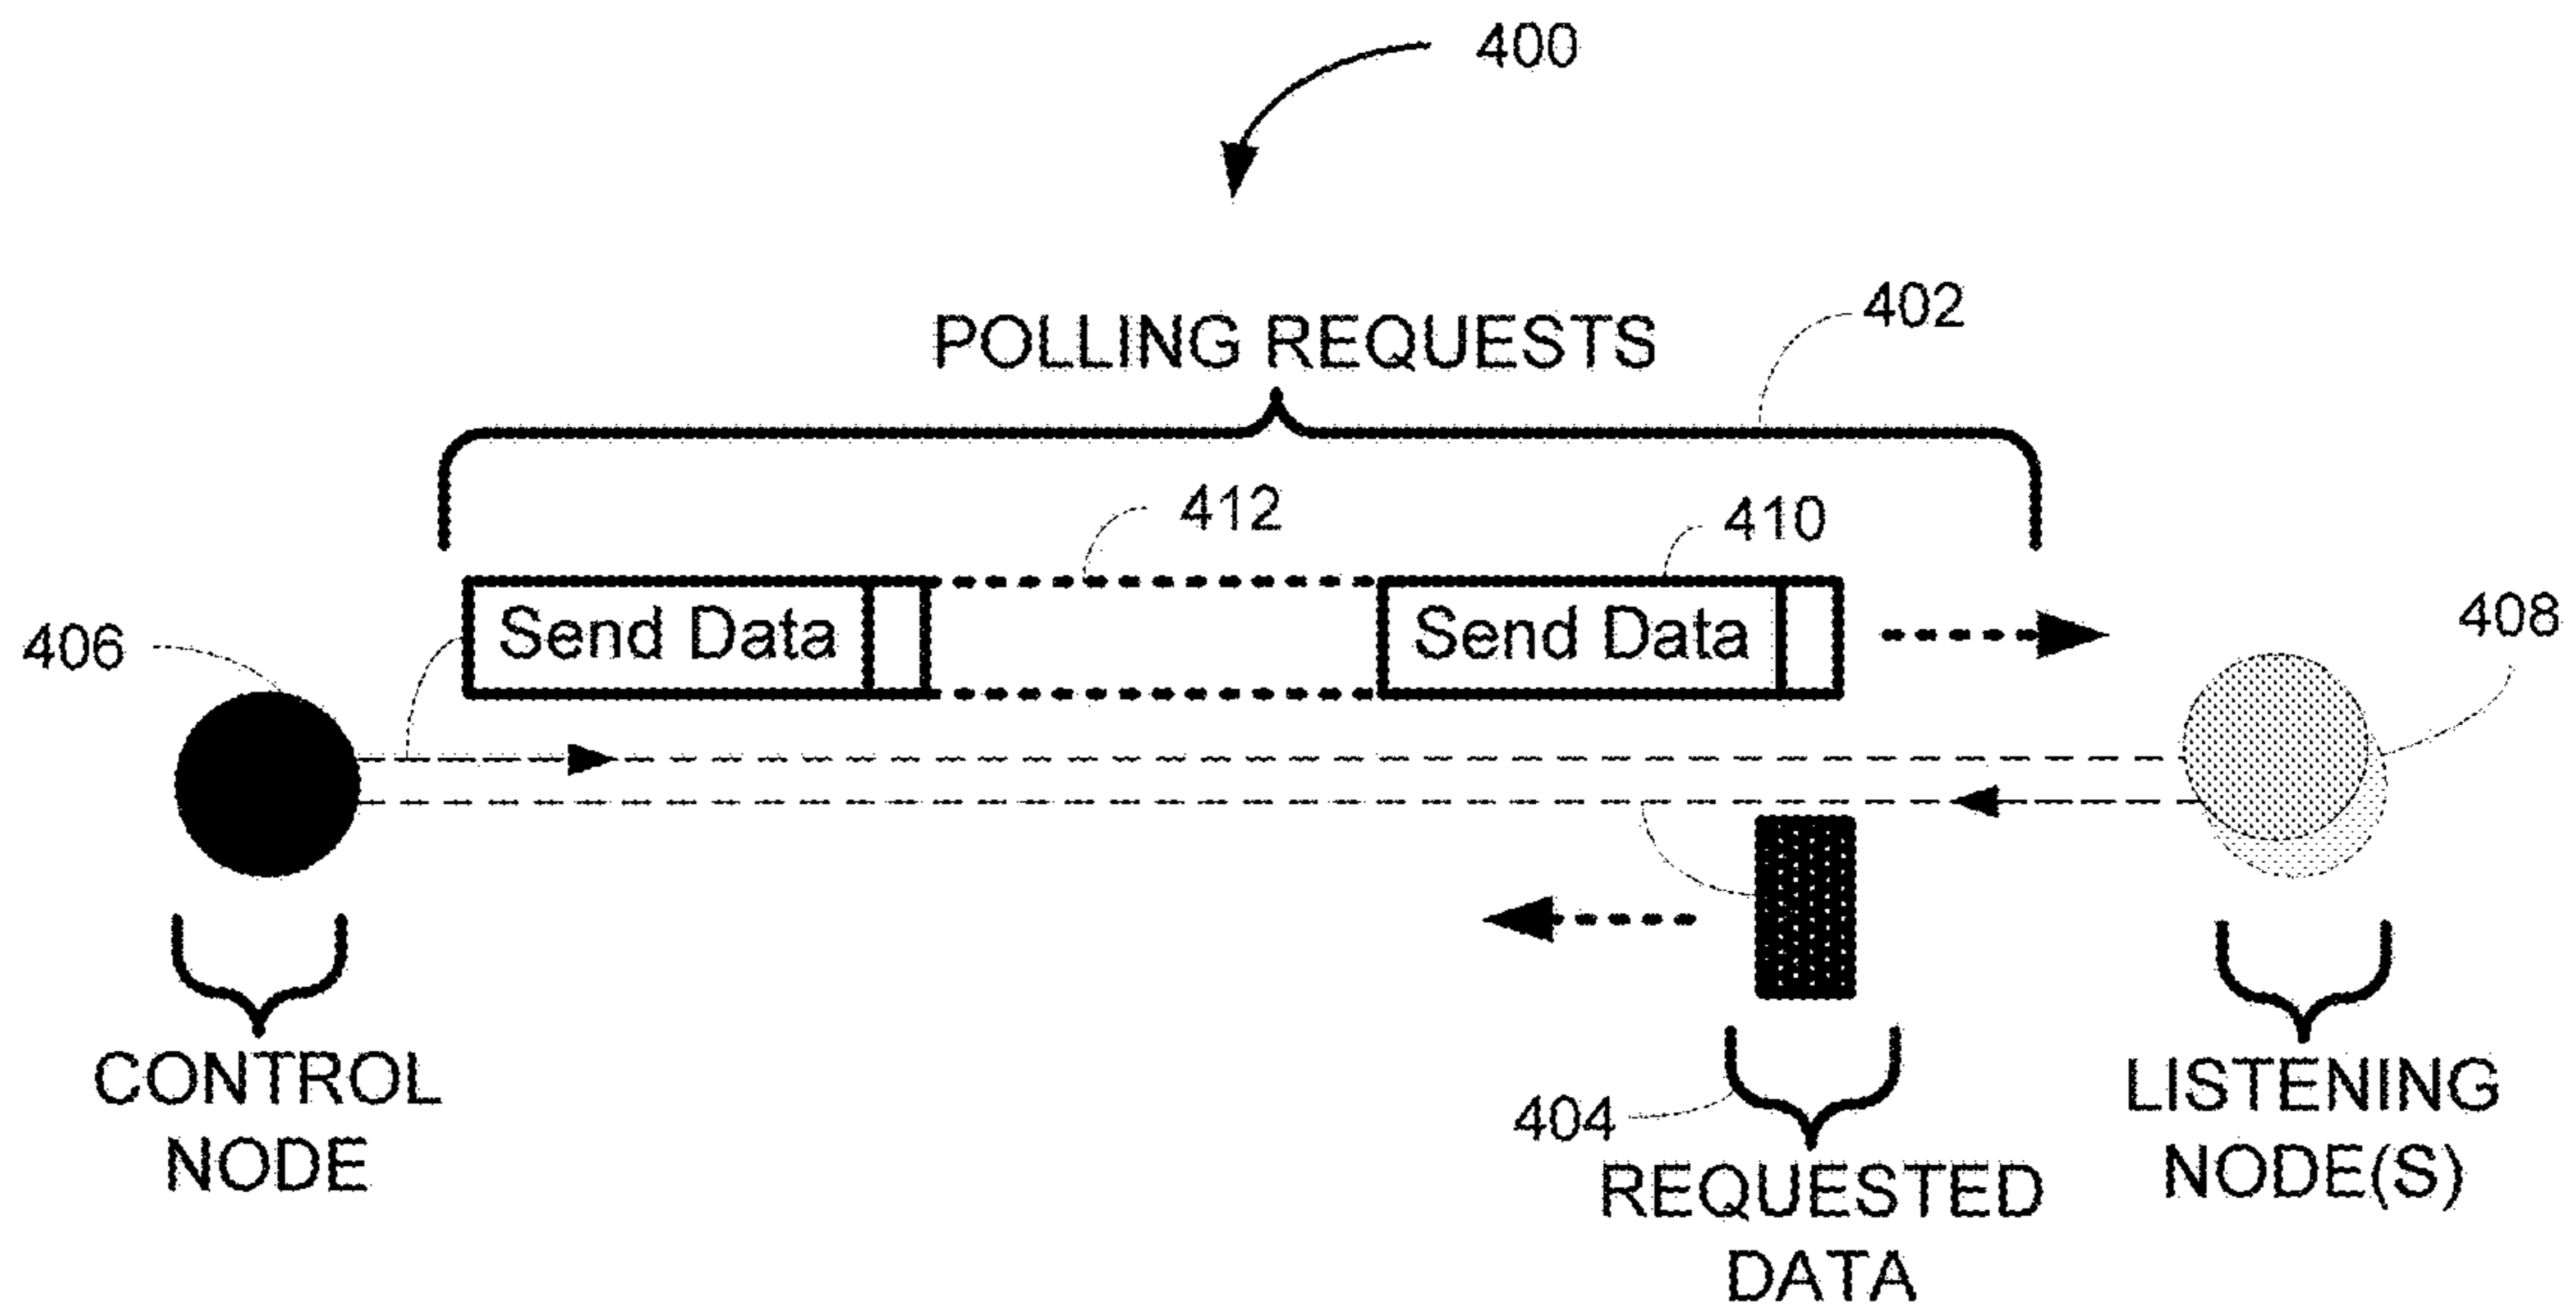 400
402
POLLING REQUESTS
412
410
Send Data
Send Data
406
408
CONTROL
NODE
404
REQUESTED
DATA
LISTENING
NODE(S)